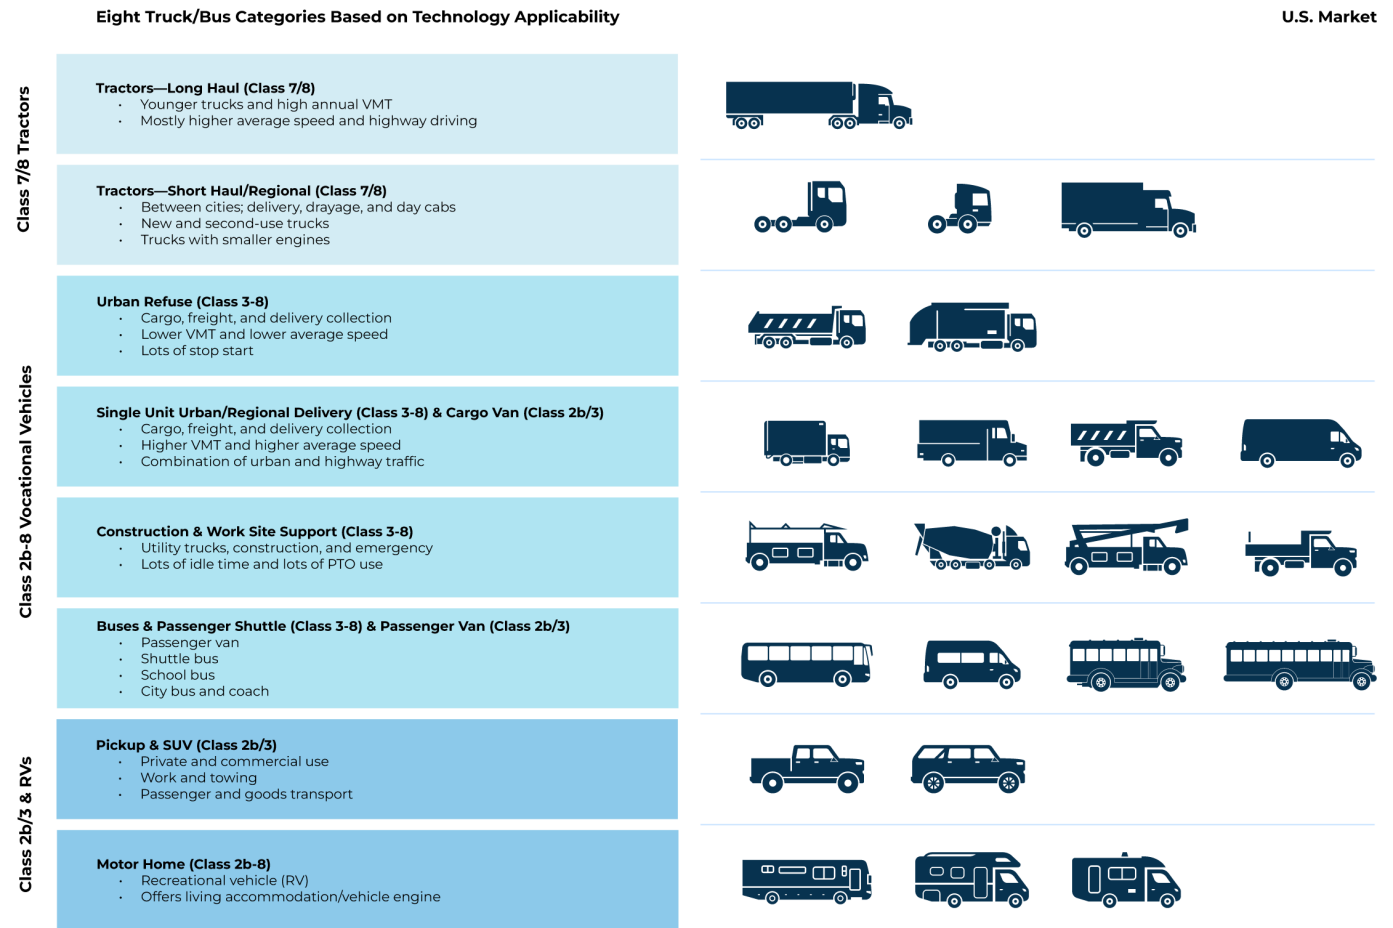 Eight Truck/Bus Categories Based on Technology Applicability
U.S. Market
Class 7/8 Tractors
Tractors—Long Haul (Class 7/8)
· Younger trucks and high annual VMT
· Mostly higher average speed and highway driving
Tractors—Short Haul/Regional (Class 7/8)
· Between cities; delivery, drayage, and day cabs
· New and second-use trucks
· Trucks with smaller engines
Class 2b-8 Vocational Vehicles
Urban Refuse (Class 3-8)
· Cargo, freight, and delivery collection
· Lower VMT and lower average speed
· Lots of stop start
Single Unit Urban/Regional Delivery (Class 3-8) & Cargo Van (Class 2b/3)
· Cargo, freight, and delivery collection
· Higher VMT and higher average speed
· Combination of urban and highway traffic
Construction & Work Site Support (Class 3-8)
· Utility trucks, construction, and emergency
· Lots of idle time and lots of PTO use
Buses & Passenger Shuttle (Class 3-8) & Passenger Van (Class 2b/3)
· Passenger van
· Shuttle bus
· School bus
· City bus and coach
Class 2b/3 & RVs
Pickup & SUV (Class 2b/3)
· Private and commercial use
· Work and towing
· Passenger and goods transport
Motor Home (Class 2b-8)
· Recreational vehicle (RV)
· Offers living accommodation/vehicle engine